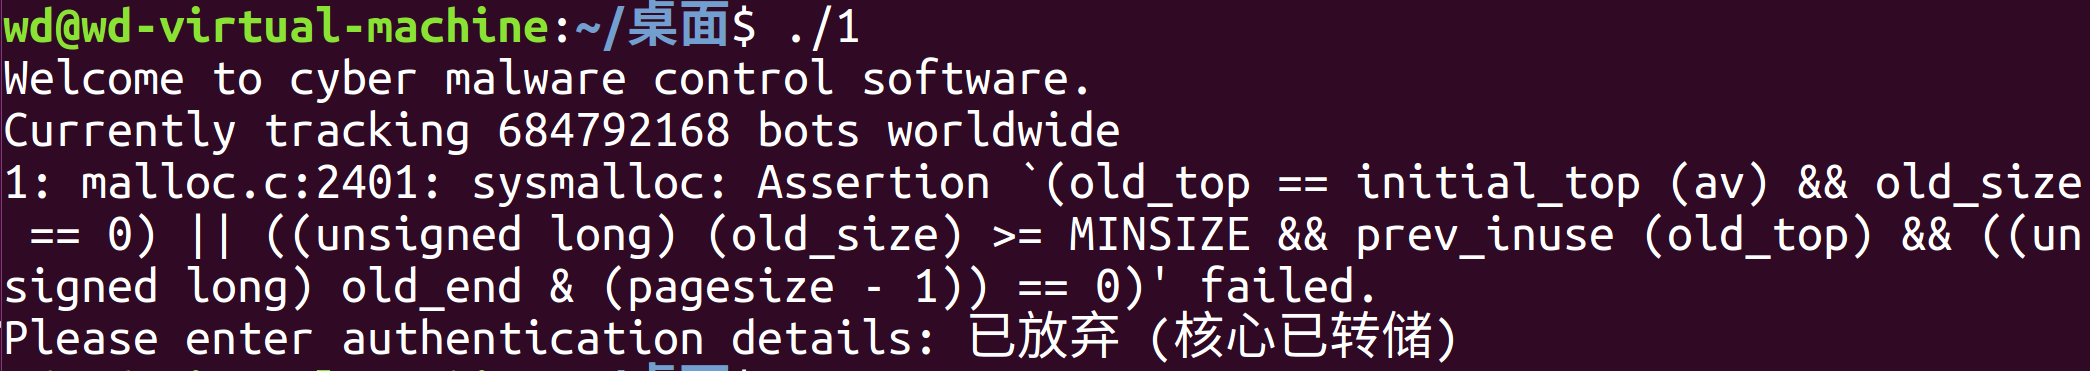 wd@wd-virtual-machine:~/桌面$ ./1
Welcome to cyber malware control software.
Currently tracking 684792168 bots worldwide
1: malloc.c:2401: sysmalloc: Assertion `(old_top == initial_top (av) && old_size
 == 0) || ((unsigned long) (old_size) >= MINSIZE && prev_inuse (old_top) && ((un
signed long) old_end & (pagesize - 1)) == 0)' failed.
Please enter authentication details: 已放弃 (核心已转储)